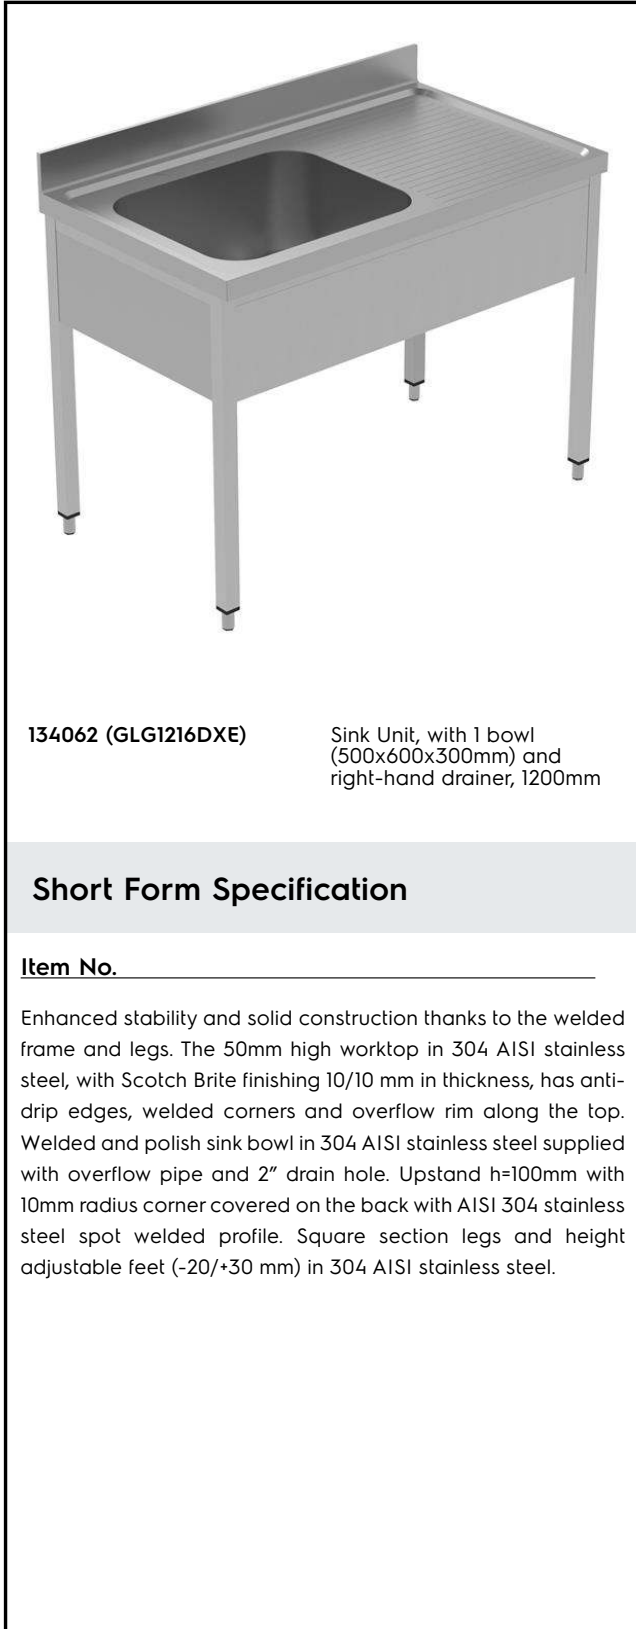 134062 (GLG1216DXE)
Sink Unit, with 1 bowl
(500x600x300mm) and
right-hand drainer, 1200mm
Short Form Specification
Item No.
Enhanced stability and solid construction thanks to the welded
frame and legs. The 50mm high worktop in 304 AISI stainless
steel, with Scotch Brite finishing 10/10 mm in thickness, has anti-
drip edges, welded corners and overflow rim along the top.
Welded and polish sink bowl in 304 AISI stainless steel supplied
with overflow pipe and 2" drain hole. Upstand h=100mm with
10mm radius corner covered on the back with AISI 304 stainless
steel spot welded profile. Square section legs and height
adjustable feet (-20/+30 mm) in 304 AISI stainless steel.